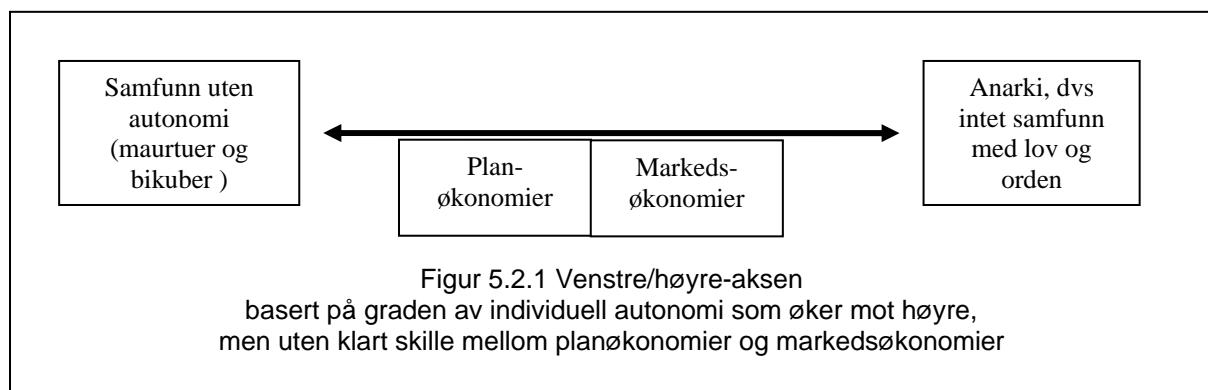 Samfunn uten
autonomi
(maurtuer og
bikuber )
Anarki, dvs
intet samfunn
med lov og
orden
Plan-
økonomier
Markeds-
økonomier
Figur 5.2.1 Venstre/høyre-aksen
basert på graden av individuell autonomi som øker mot høyre,
men uten klart skille mellom planøkonomier og markedsøkonomier